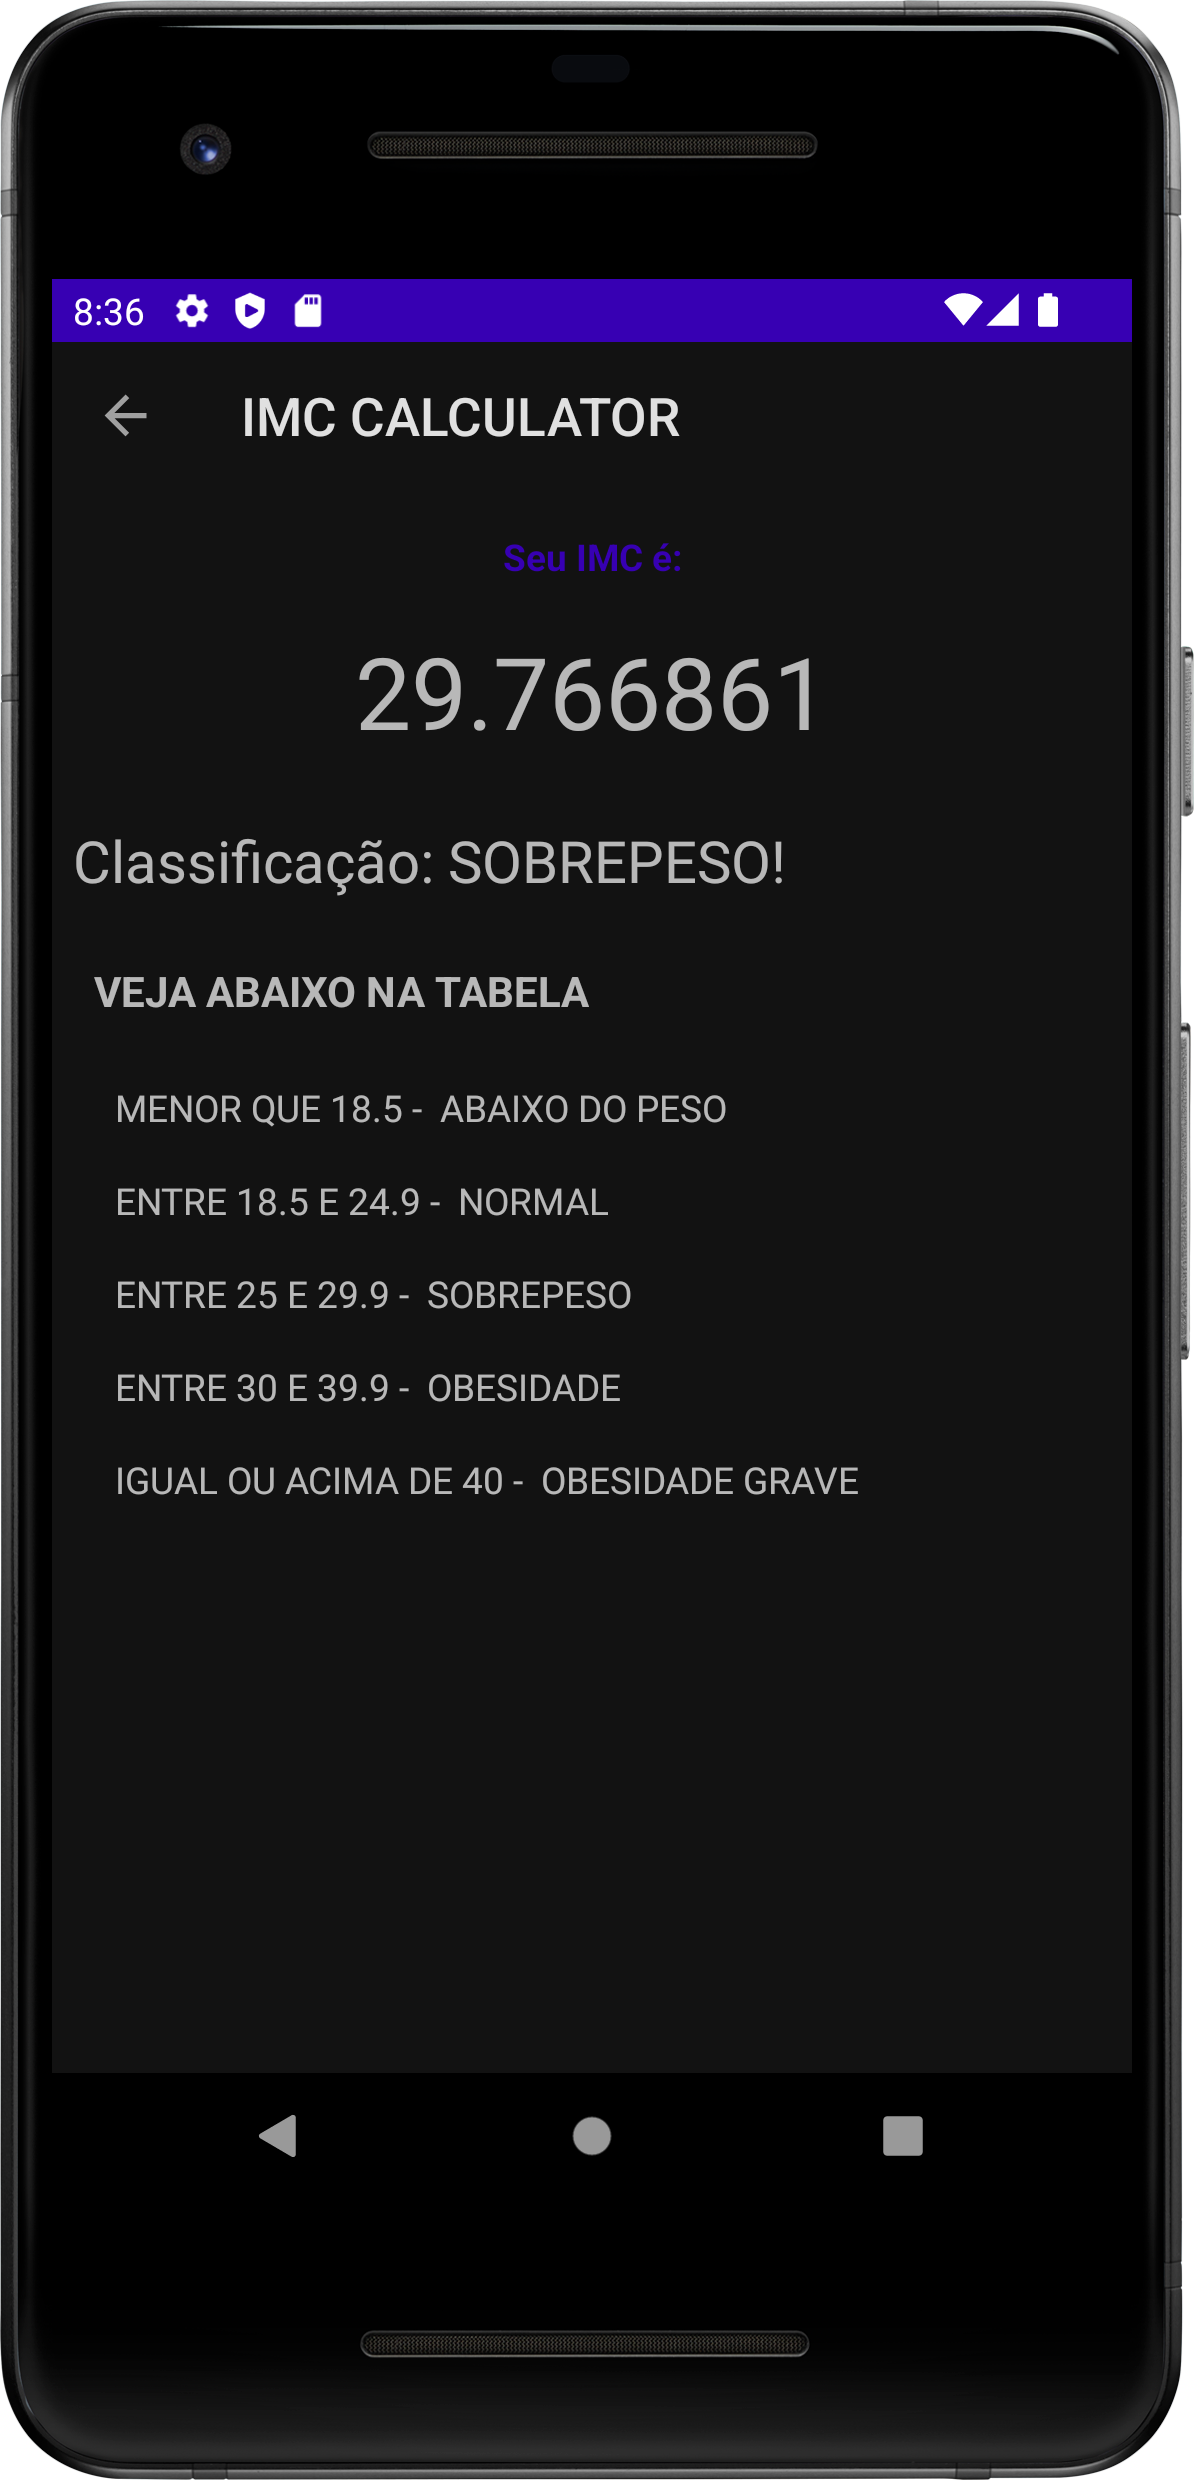 8:36
IMC CALCULATOR
Seu IMC é:
29.766861
Classificação: SOBREPESO!
VEJA ABAIXO NA TABELA
MENOR QUE 18.5 -  ABAIXO DO PESO
ENTRE 18.5 E 24.9 -  NORMAL
ENTRE 25 E 29.9 -  SOBREPESO
ENTRE 30 E 39.9 -  OBESIDADE
IGUAL OU ACIMA DE 40 -  OBESIDADE GRAVE